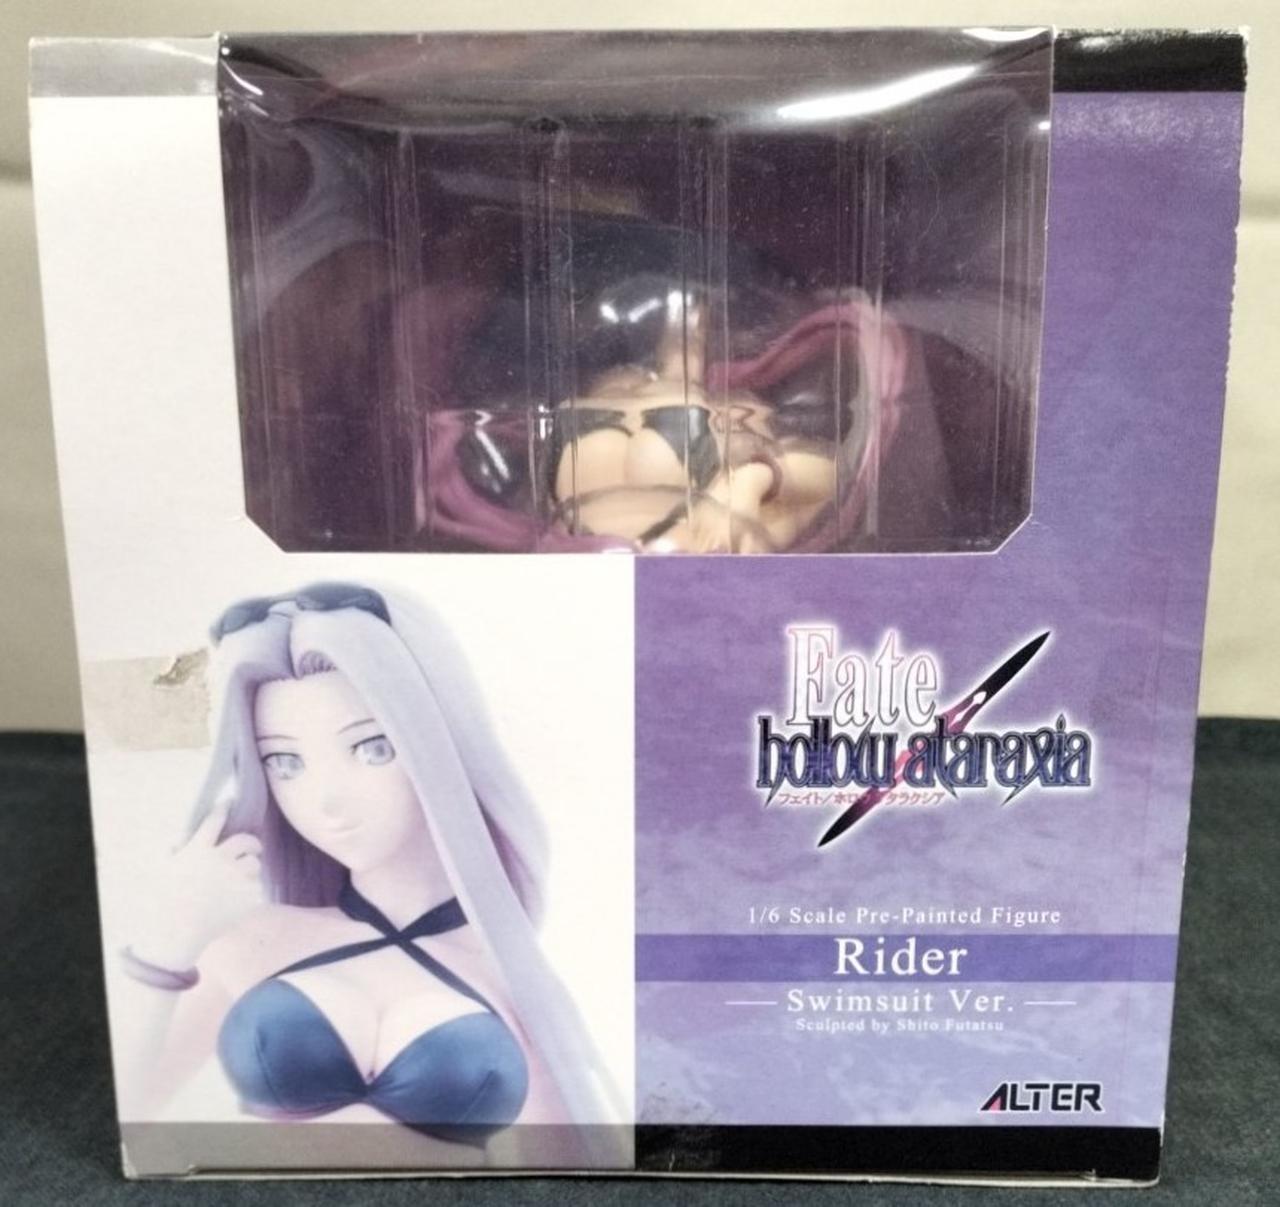 Fate
hollow ataraxia
フェイト/ホロウアタラクシア
1/6 Scale Pre-Painted Figure
Rider
Swimsuit Ver.
Sculpted by Shito Futatsu
ALTER